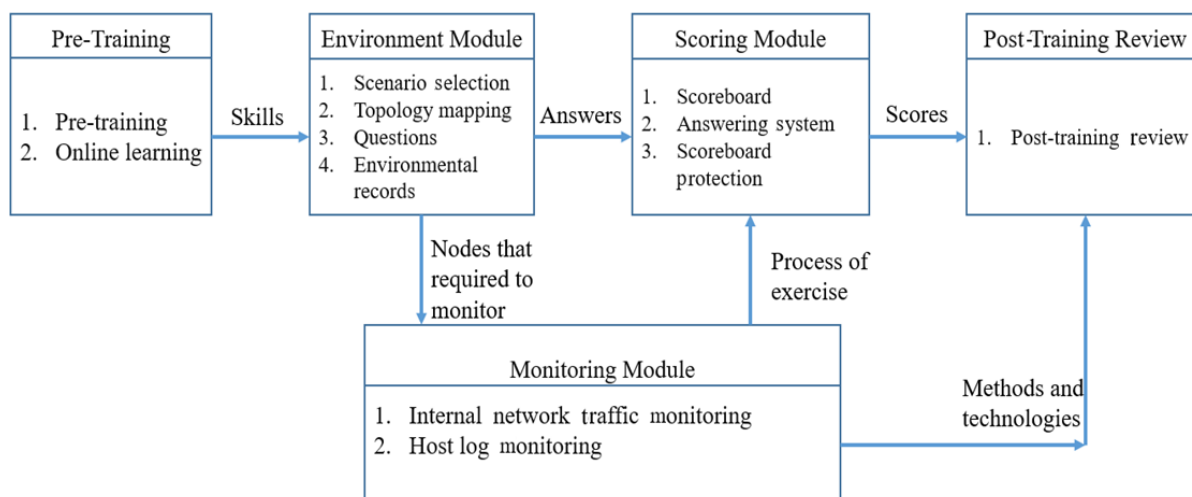 Pre-Training
1. Pre-training
2. Online learning
Skills
Environment Module
1. Scenario selection
2. Topology mapping
3. Questions
4. Environmental
records
Answers
Scoring Module
1. Scoreboard
2. Answering system
3. Scoreboard
protection
Scores
Post-Training Review
1. Post-training review
Nodes that
required to
monitor
Process of
exercise
Monitoring Module
1. Internal network traffic monitoring
2. Host log monitoring
Methods and
technologies